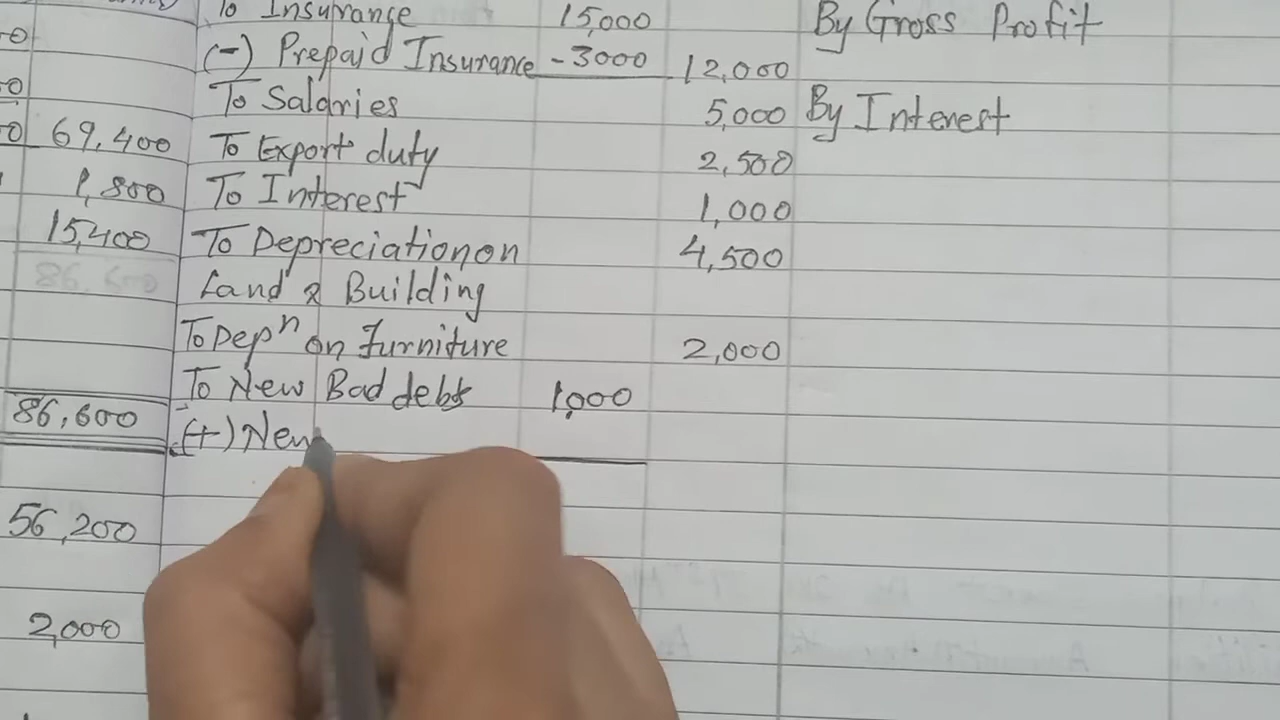 To Insurance 15,000 By Gross Profit
(-) Prepaid Insurance - 3000 12,000
To Salaries 5,000 By Interest
69,400 To Export duty 2,500
1,800 To Interest 1,000
15,400 To Depreciation on 4,500
86,600 Land & Building
To Depn on furniture 2,000
To New Bad debts 1,000
86,600 (+) New
56,200
2,000